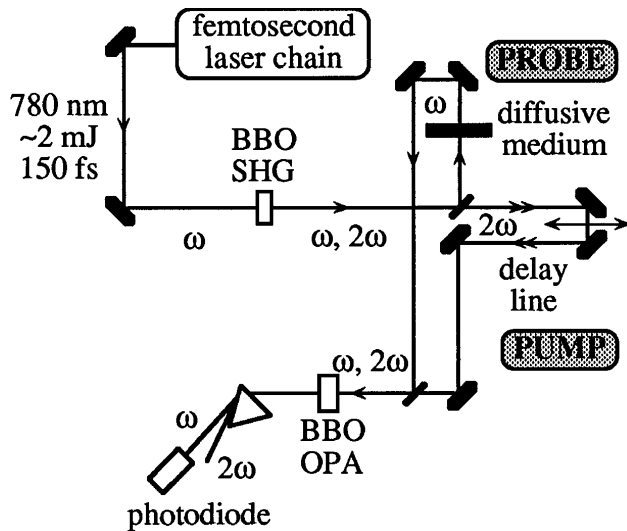 femtosecond
laser chain
PROBE
780 nm
~2 mJ
150 fs
BBO
SHG
ω
diffusive
medium
ω
ω, 2ω
2ω
delay
line
PUMP
ω, 2ω
ω
2ω
BBO
OPA
photodiode